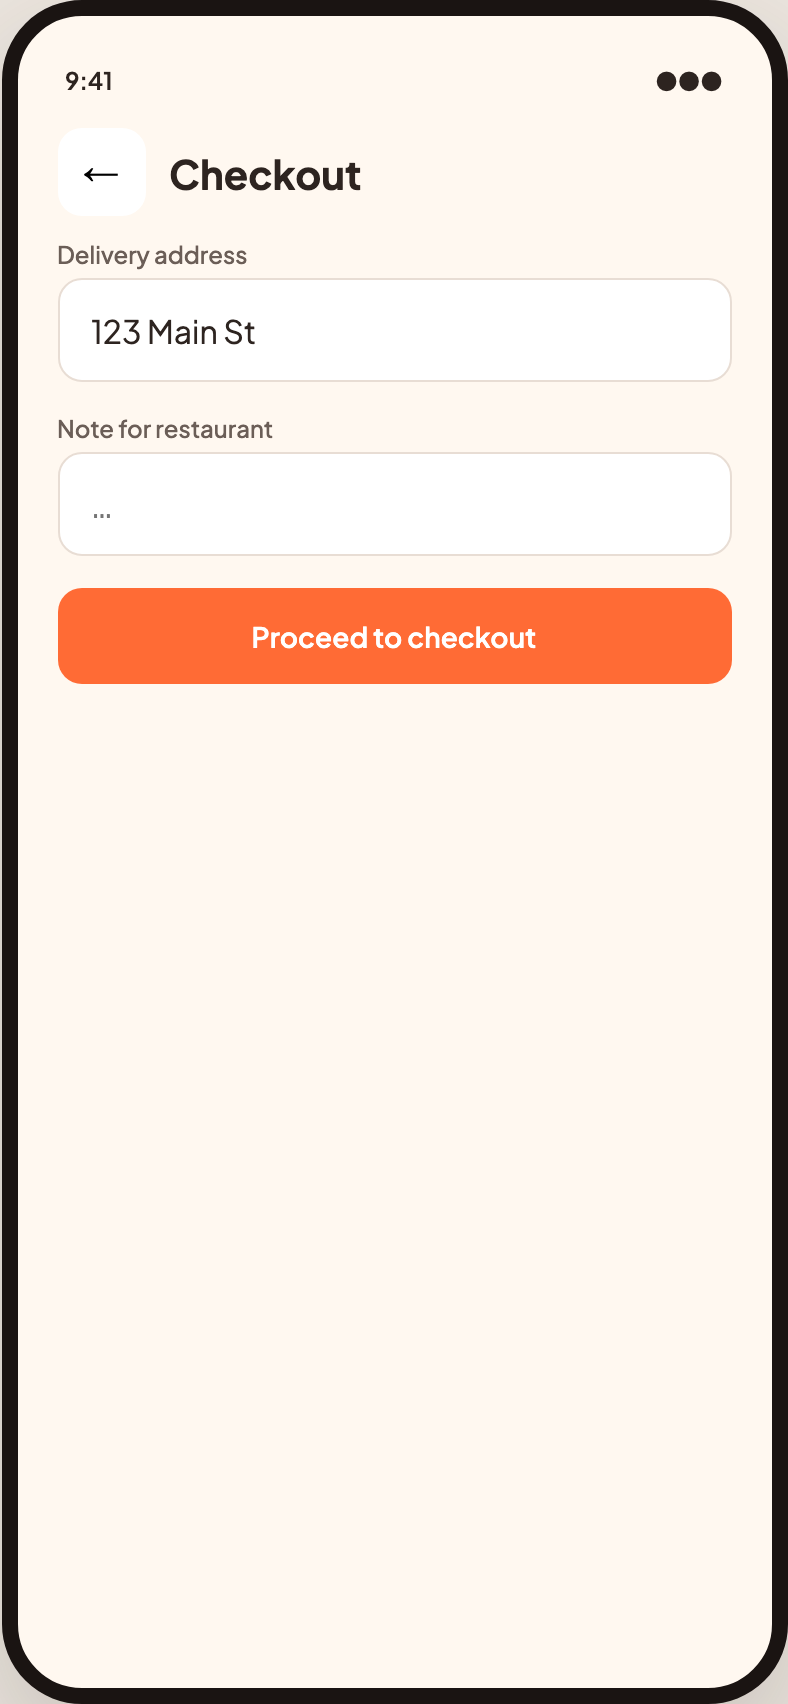 9:41
← Checkout
Delivery address
123 Main St
Note for restaurant
...
Proceed to checkout